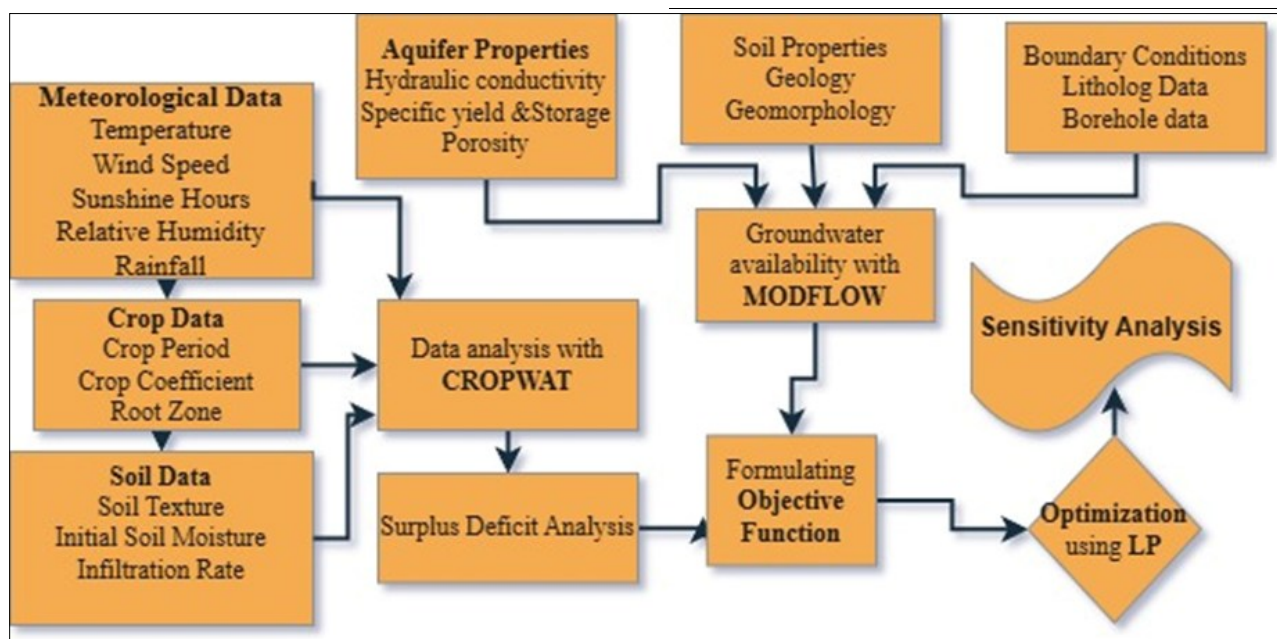 Meteorological Data
Temperature
Wind Speed
Sunshine Hours
Relative Humidity
Rainfall
Crop Data
Crop Period
Crop Coefficient
Root Zone
Soil Data
Soil Texture
Initial Soil Moisture
Infiltration Rate
Aquifer Properties
Hydraulic conductivity
Specific yield &Storage
Porosity
Soil Properties
Geology
Geomorphology
Boundary Conditions
Litholog Data
Borehole data
Data analysis with
CROPWAT
Surplus Deficit Analysis
Groundwater
availability with
MODFLOW
Formulating
Objective
Function
Optimization
using LP
Sensitivity Analysis